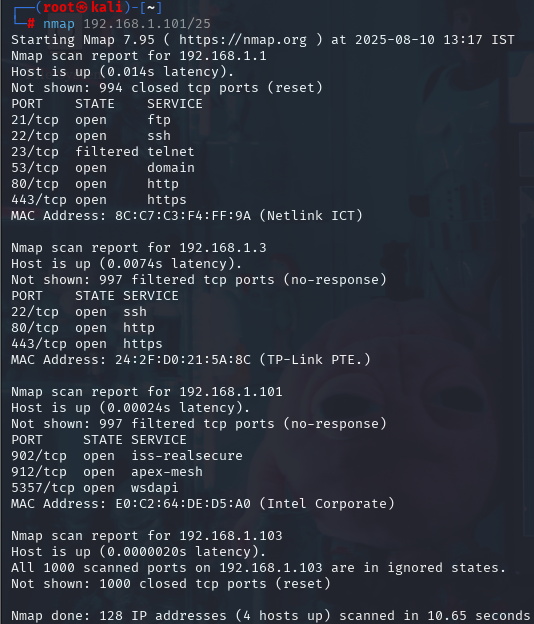 ┌──(root㉿kali)-[~]
└─# nmap 192.168.1.101/25
Starting Nmap 7.95 ( https://nmap.org ) at 2025-08-10 13:17 IST
Nmap scan report for 192.168.1.1
Host is up (0.014s latency).
Not shown: 994 closed tcp ports (reset)
PORT    STATE    SERVICE
21/tcp  open     ftp
22/tcp  open     ssh
23/tcp  filtered telnet
53/tcp  open     domain
80/tcp  open     http
443/tcp open     https
MAC Address: 8C:C7:C3:F4:FF:9A (Netlink ICT)

Nmap scan report for 192.168.1.3
Host is up (0.0074s latency).
Not shown: 997 filtered tcp ports (no-response)
PORT    STATE SERVICE
22/tcp  open  ssh
80/tcp  open  http
443/tcp open  https
MAC Address: 24:2F:D0:21:5A:8C (TP-Link PTE.)

Nmap scan report for 192.168.1.101
Host is up (0.00024s latency).
Not shown: 997 filtered tcp ports (no-response)
PORT     STATE SERVICE
902/tcp  open  iss-realsecure
912/tcp  open  apex-mesh
5357/tcp open  wsdapi
MAC Address: E0:C2:64:DE:D5:A0 (Intel Corporate)

Nmap scan report for 192.168.1.103
Host is up (0.0000020s latency).
All 1000 scanned ports on 192.168.1.103 are in ignored states.
Not shown: 1000 closed tcp ports (reset)

Nmap done: 128 IP addresses (4 hosts up) scanned in 10.65 seconds